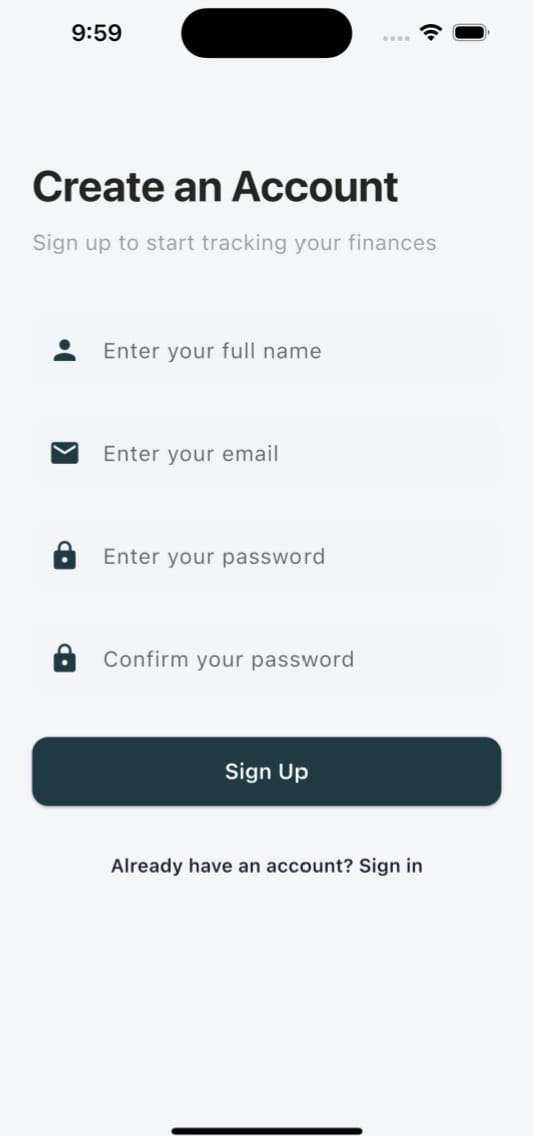 9:59
Create an Account
Sign up to start tracking your finances
Enter your full name
Enter your email
Enter your password
Confirm your password
Sign Up
Already have an account? Sign in